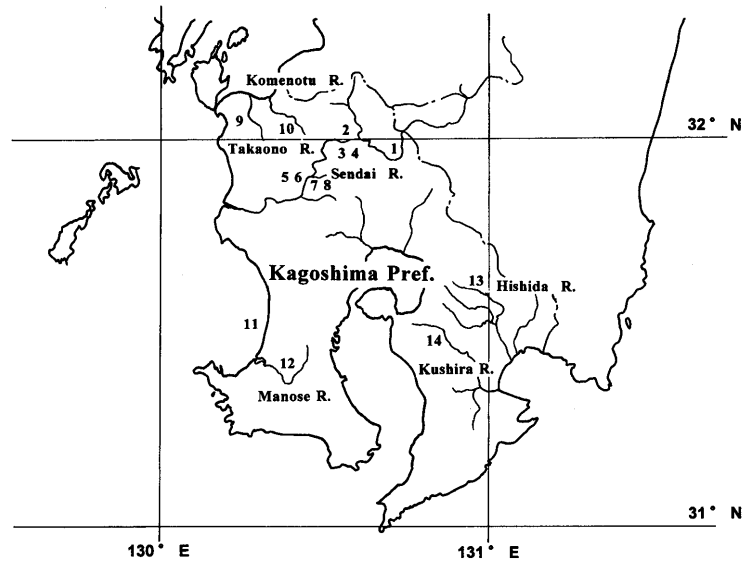 Komenotu R.
9
10
2
32° N
Takaono R.
3 4
1
5 6
Sendai R.
7 8
Kagoshima Pref.
13
Hishida R.
11
14
12
Kushira R.
Manose R.
31° N
130° E
131° E